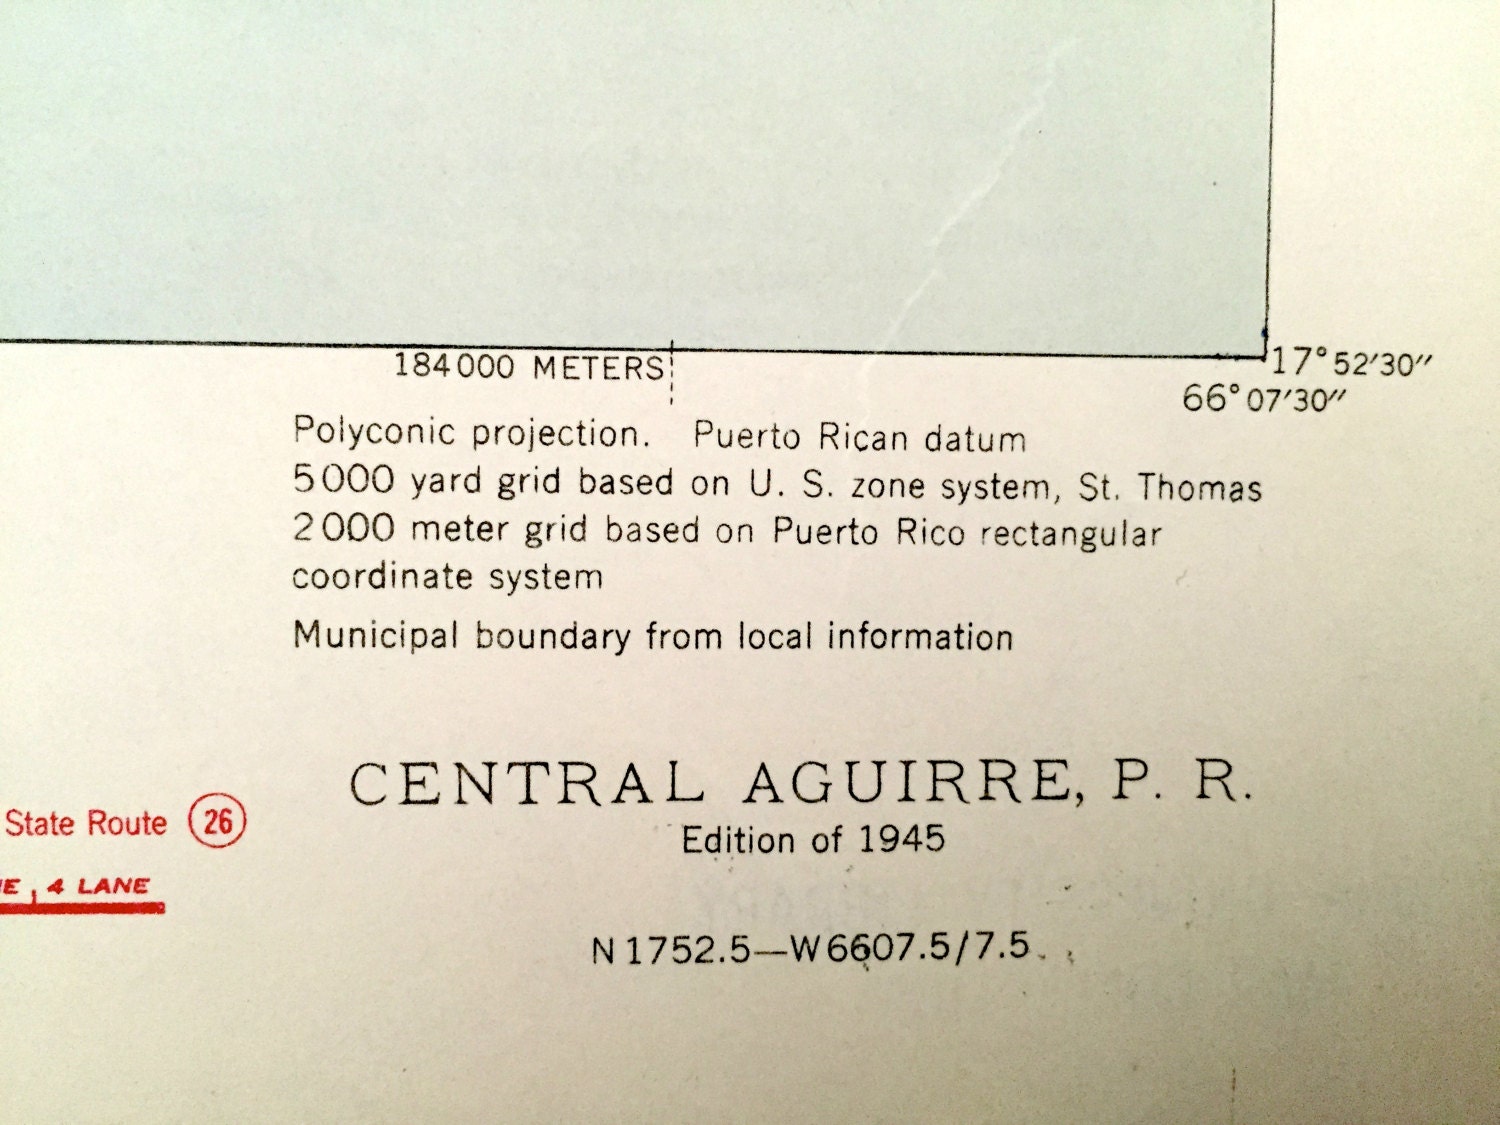 184000 METERS
17°52′30″
66°07′30″
Polyconic projection. Puerto Rican datum
5000 yard grid based on U. S. zone system, St. Thomas
2000 meter grid based on Puerto Rico rectangular
coordinate system
Municipal boundary from local information
CENTRAL AGUIRRE, P. R.
State Route 26
Edition of 1945
4 LANE
N1752.5—W6607.5/7.5